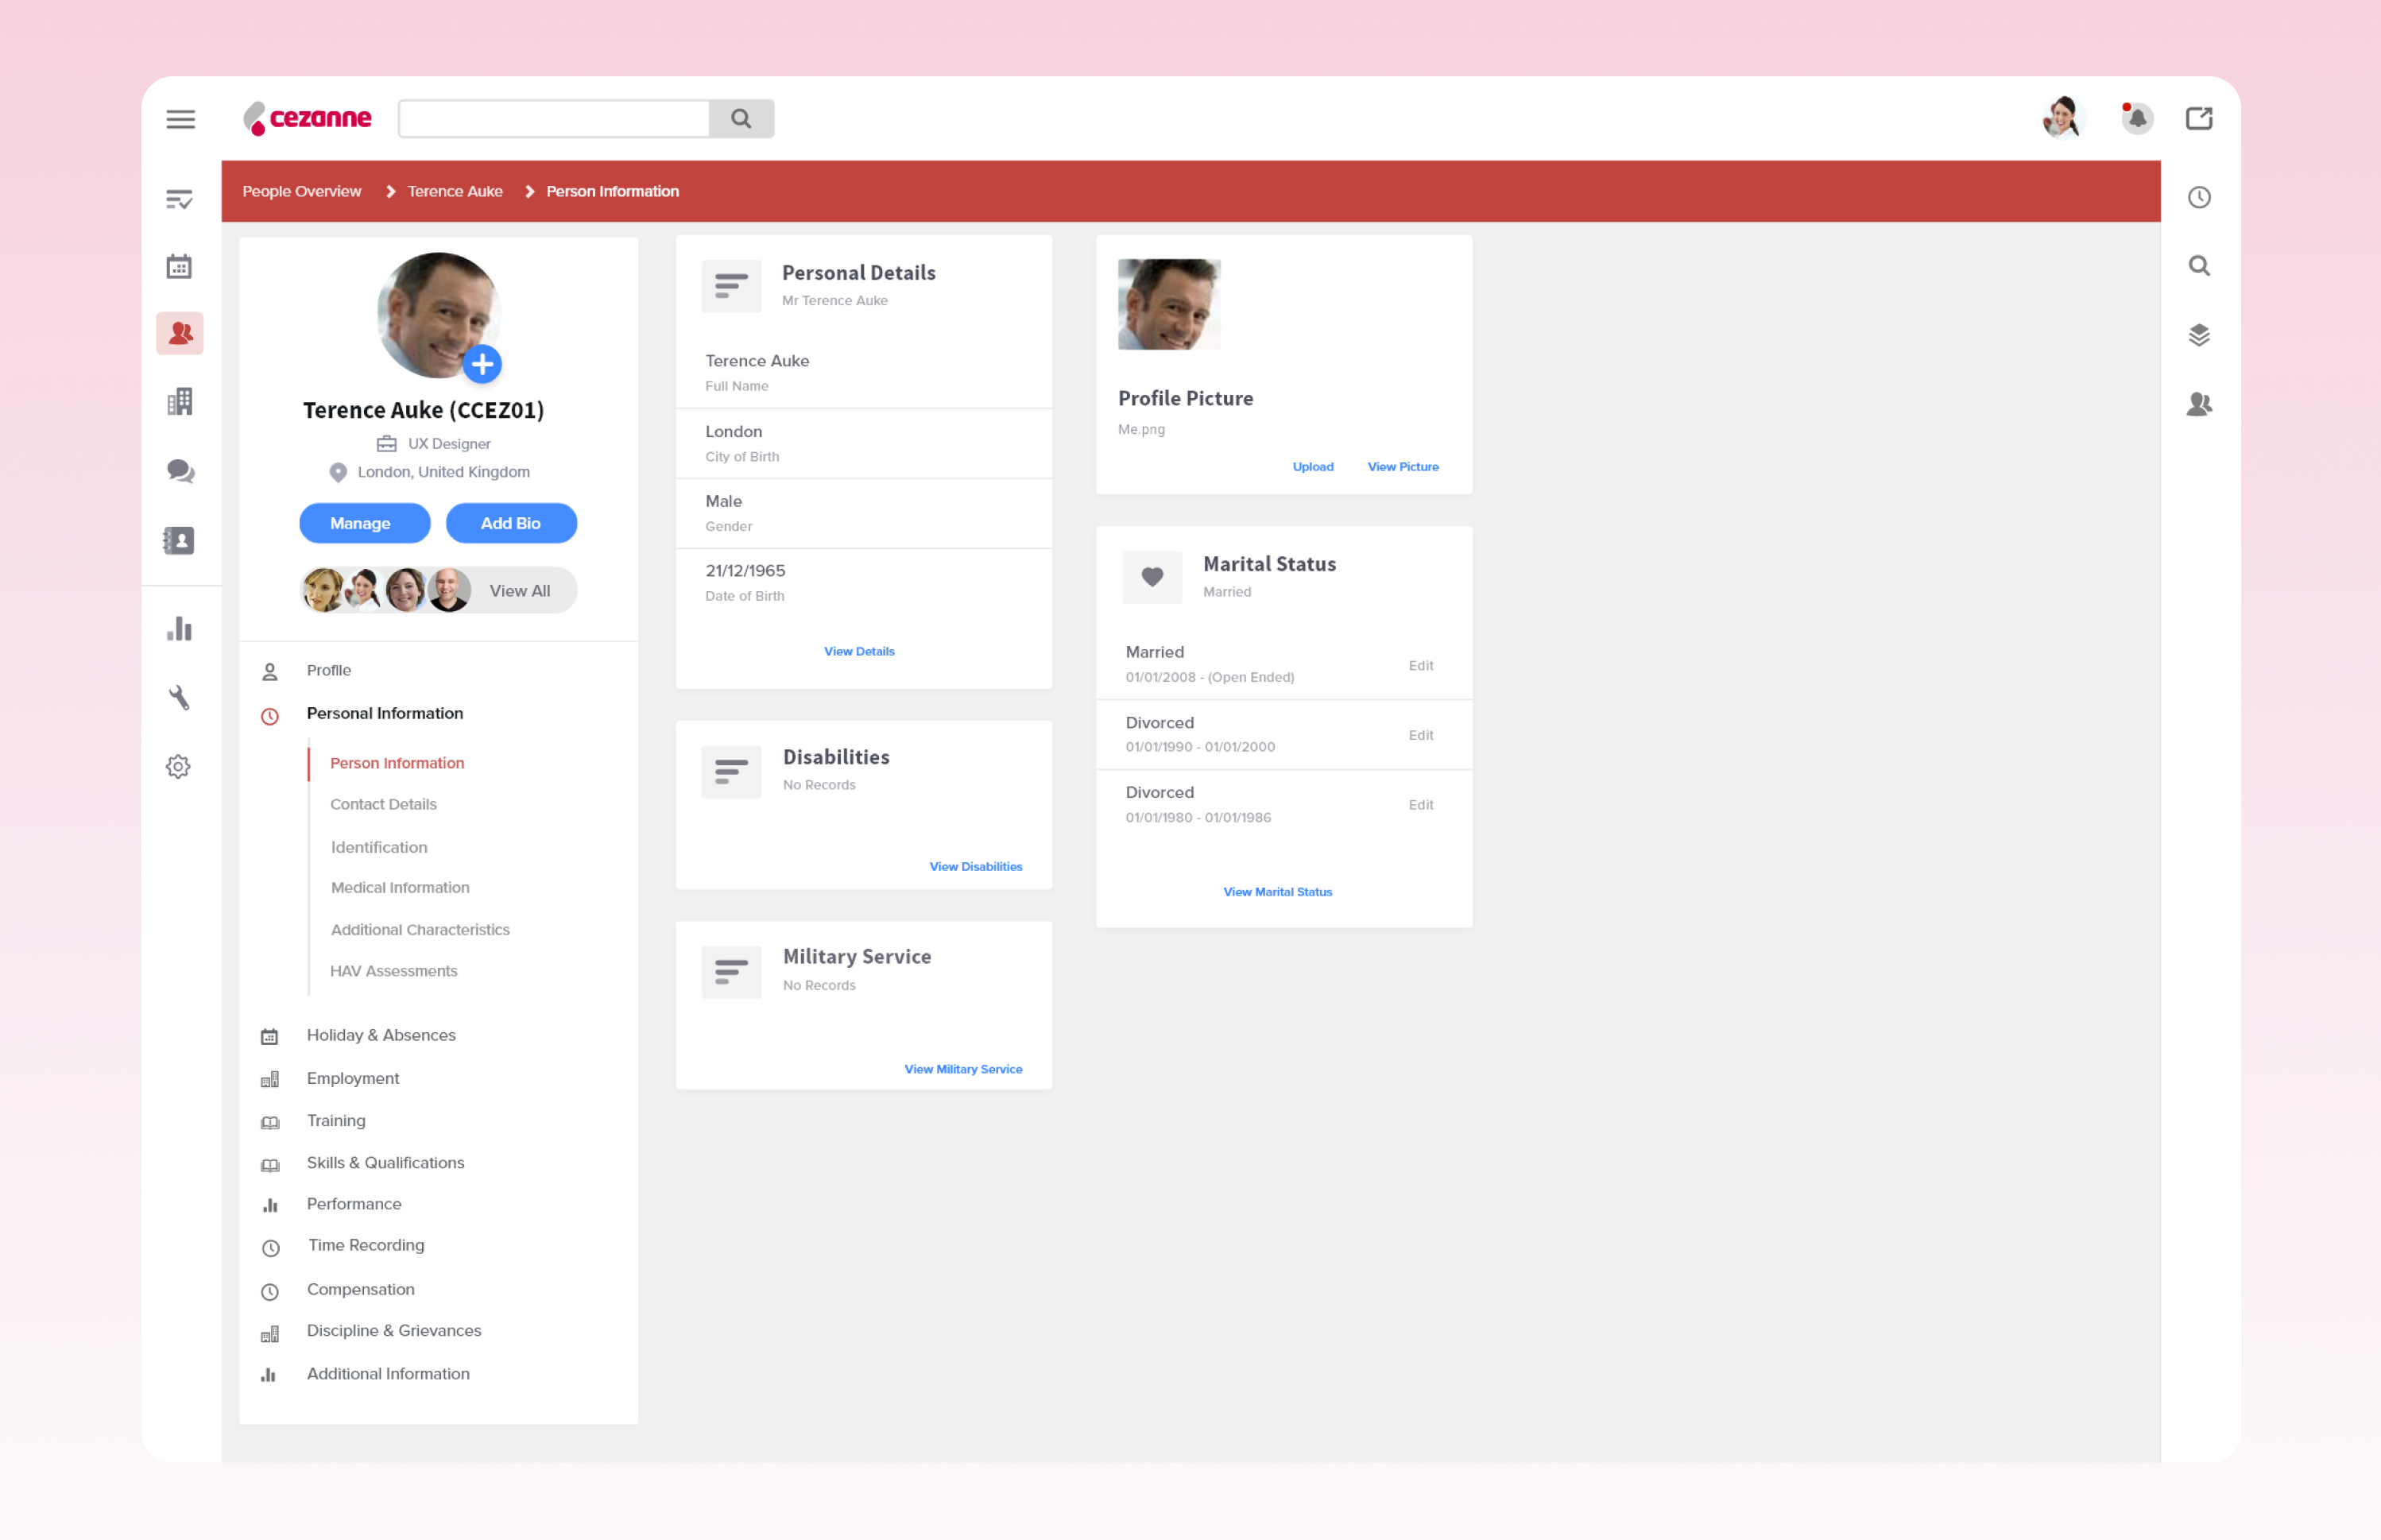 cezanne
People Overview > Terence Auke > Person Information
Terence Auke (CCEZ01)
UX Designer
London, United Kingdom
Manage
Add Bio
View All
Profile
Personal Information
Person Information
Contact Details
Identification
Medical Information
Additional Characteristics
HAV Assessments
Holiday & Absences
Employment
Training
Skills & Qualifications
Performance
Time Recording
Compensation
Discipline & Grievances
Additional Information
Personal Details
Mr Terence Auke
Terence Auke
Full Name
London
City of Birth
Male
Gender
21/12/1965
Date of Birth
View Details
Disabilities
No Records
View Disabilities
Military Service
No Records
View Military Service
Profile Picture
Me.png
Upload
View Picture
Marital Status
Married
Married
01/01/2008 - (Open Ended)
Edit
Divorced
01/01/1990 - 01/01/2000
Edit
Divorced
01/01/1980 - 01/01/1986
Edit
View Marital Status